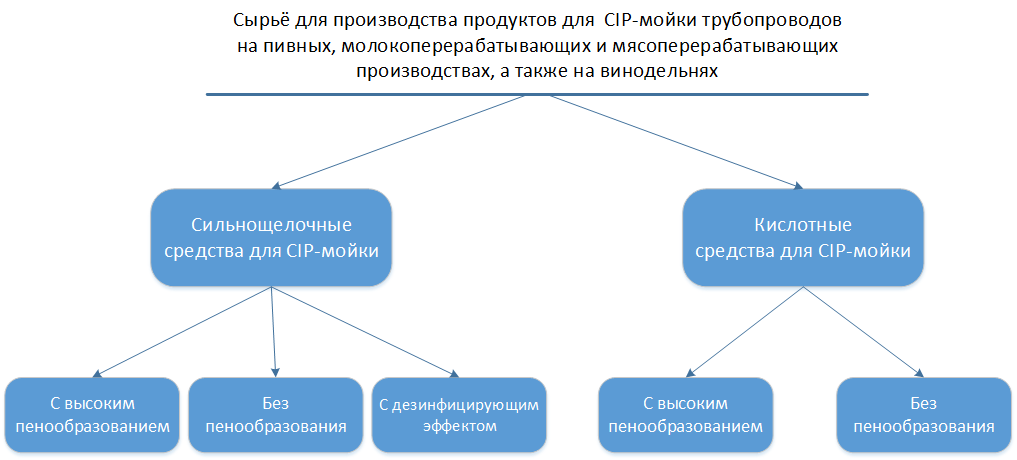 Сырьё для производства продуктов для CIP-мойки трубопроводов
на пивных, молокоперерабатывающих и мясоперерабатывающих
производствах, а также на винодельнях
Сильнощелочные
средства для CIP-мойки
Кислотные
средства для CIP-мойки
С высоким
пенообразованием
Без
пенообразования
С дезинфицирующим
эффектом
С высоким
пенообразованием
Без
пенообразования